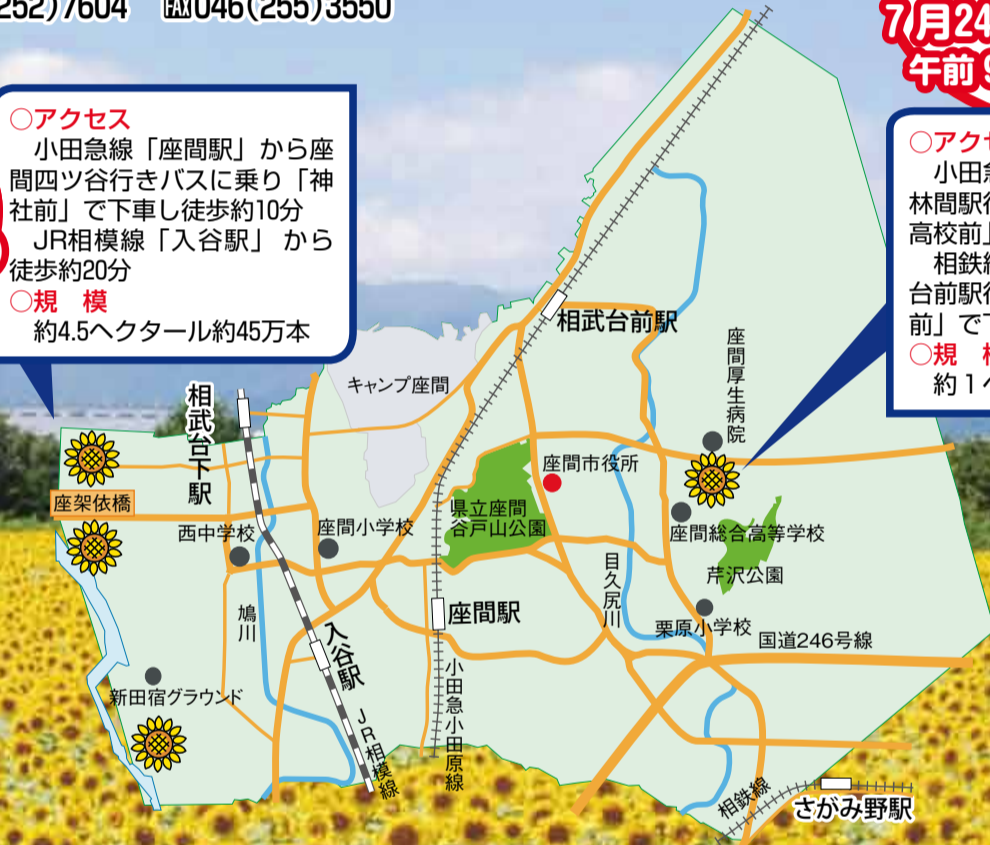 252)7604 FAX 046(255)3550
7月24
午前9
○アクセス
小田急線「座間駅」から座
間四ツ谷行きバスに乗り「神
社前」で下車し徒歩約10分
JR相模線「入谷駅」から
徒歩約20分
○規 模
約4.5ヘクタール約45万本
○アクセ
小田急
林間駅行
高校前」
相鉄線
台前駅行
前」で下
○規 模
約1ヘ
相武台前駅
キャンプ座間
座間厚生病院
相武台下駅
座間市役所
座架依橋
県立座間
谷戸山公園
西中学校
座間小学校
座間総合高等学校
芹沢公園
目久尻川
鳩川
座間駅
栗原小学校
国道246号線
入谷駅
新田宿グラウンド
小田急小田原線
JR相模線
相鉄線
さがみ野駅